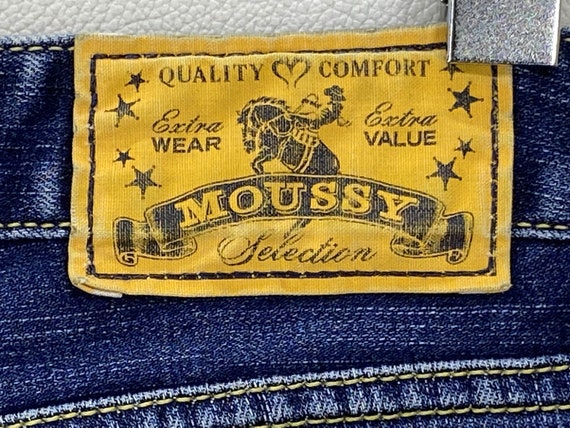 QUALITY COMFORT
Extra WEAR
Extra VALUE
MOUSSY
Selection